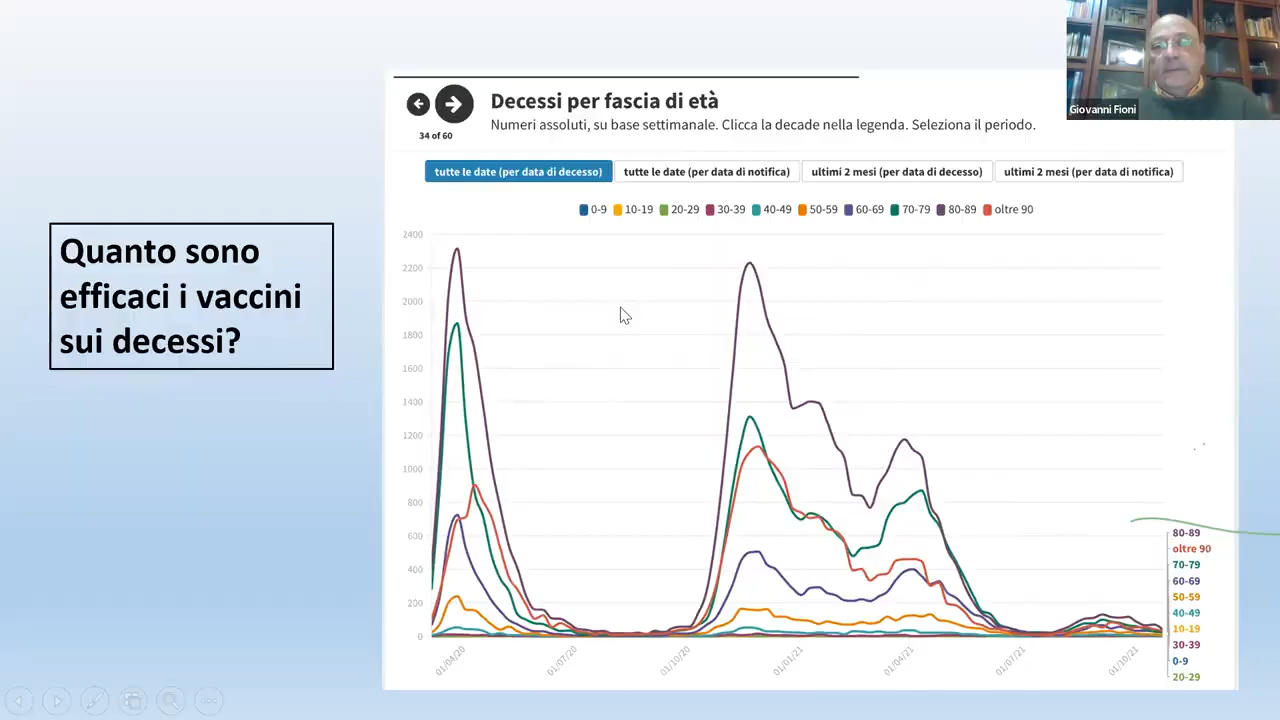 Giovanni Fioni
Quanto sono
efficaci i vaccini
sui decessi?
34 of 60
Decessi per fascia di età
Numeri assoluti, su base settimanale. Clicca la decade nella legenda. Seleziona il periodo.
tutte le date (per data di decesso) tutte le date (per data di notifica) ultimi 2 mesi (per data di decesso) ultimi 2 mesi (per data di notifica)
0-9 10-19 20-29 30-39 40-49 50-59 60-69 70-79 80-89 oltre 90
2400
2200
2000
1800
1600
1400
1200
1000
800
600
400
200
0
01/04/20 01/07/20 01/10/20 01/01/21 01/04/21 01/07/21 01/10/21
80-89
oltre 90
70-79
60-69
50-59
40-49
10-19
30-39
0-9
20-29